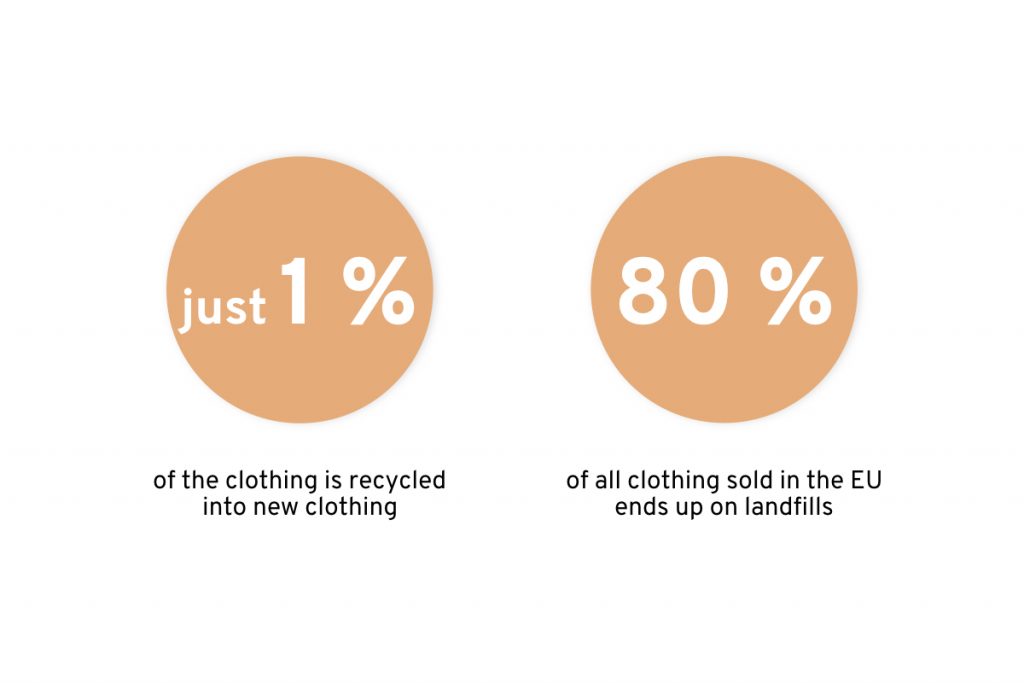 just 1 %
80 %
of the clothing is recycled
into new clothing
of all clothing sold in the EU
ends up on landfills